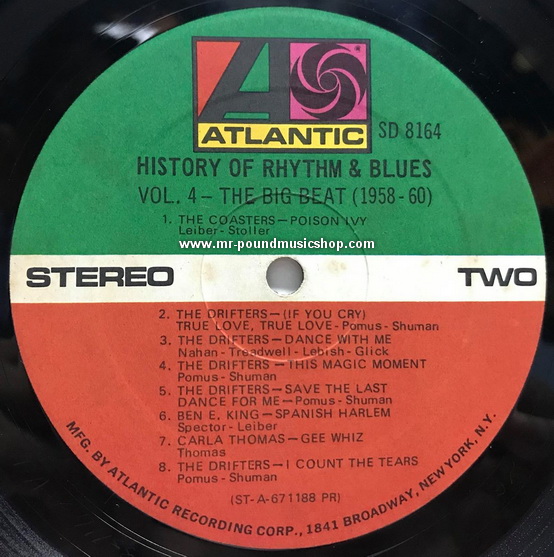 ATLANTIC
SD 8164
HISTORY OF RHYTHM & BLUES
VOL. 4 - THE BIG BEAT (1958-60)
1. THE COASTERS—POISON IVY
Leiber - Stoller
www.mr-poundmusicshop.com
STEREO TWO
2. THE DRIFTERS—(IF YOU CRY)
TRUE LOVE, TRUE LOVE - Pomus - Shuman
3. THE DRIFTERS—DANCE WITH ME
Nahan - Treadwell - Lebish - Glick
4. THE DRIFTERS—THIS MAGIC MOMENT
Pomus - Shuman
5. THE DRIFTERS—SAVE THE LAST
DANCE FOR ME—Pomus - Shuman
6. BEN E. KING—SPANISH HARLEM
Spector - Leiber
7. CARLA THOMAS—GEE WHIZ
Thomas
8. THE DRIFTERS—I COUNT THE TEARS
Pomus - Shuman
(ST-A-671188 PR)
MFG. BY ATLANTIC RECORDING CORP., 1841 BROADWAY, NEW YORK, N.Y.